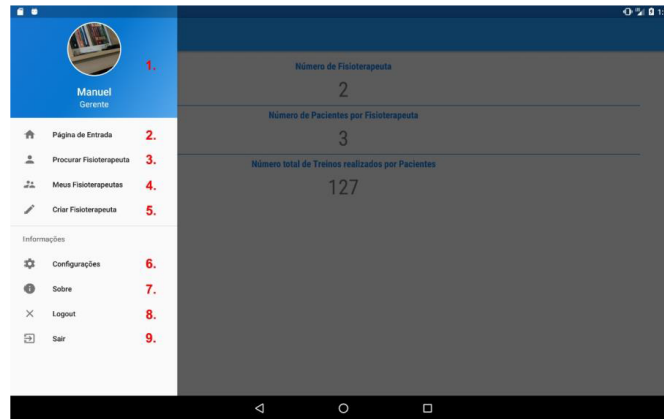 1:
1.
Manuel
Gerente
Página de Entrada 2.
Procurar Fisioterapeuta 3.
Meus Fisioterapeutas 4.
Criar Fisioterapeuta 5.
Informações
Configurações 6.
Sobre 7.
Logout 8.
Sair 9.
Número de Fisioterapeuta
2
Número de Pacientes por Fisioterapeuta
3
Número total de Treinos realizados por Pacientes
127